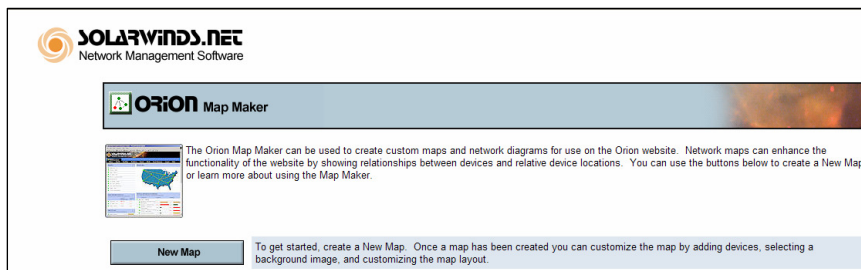 SOLARWINDS.NET
Network Management Software
ORION Map Maker
The Orion Map Maker can be used to create custom maps and network diagrams for use on the Orion website. Network maps can enhance the
functionality of the website by showing relationships between devices and relative device locations. You can use the buttons below to create a New Map
or learn more about using the Map Maker.
New Map
To get started, create a New Map. Once a map has been created you can customize the map by adding devices, selecting a
background image, and customizing the map layout.